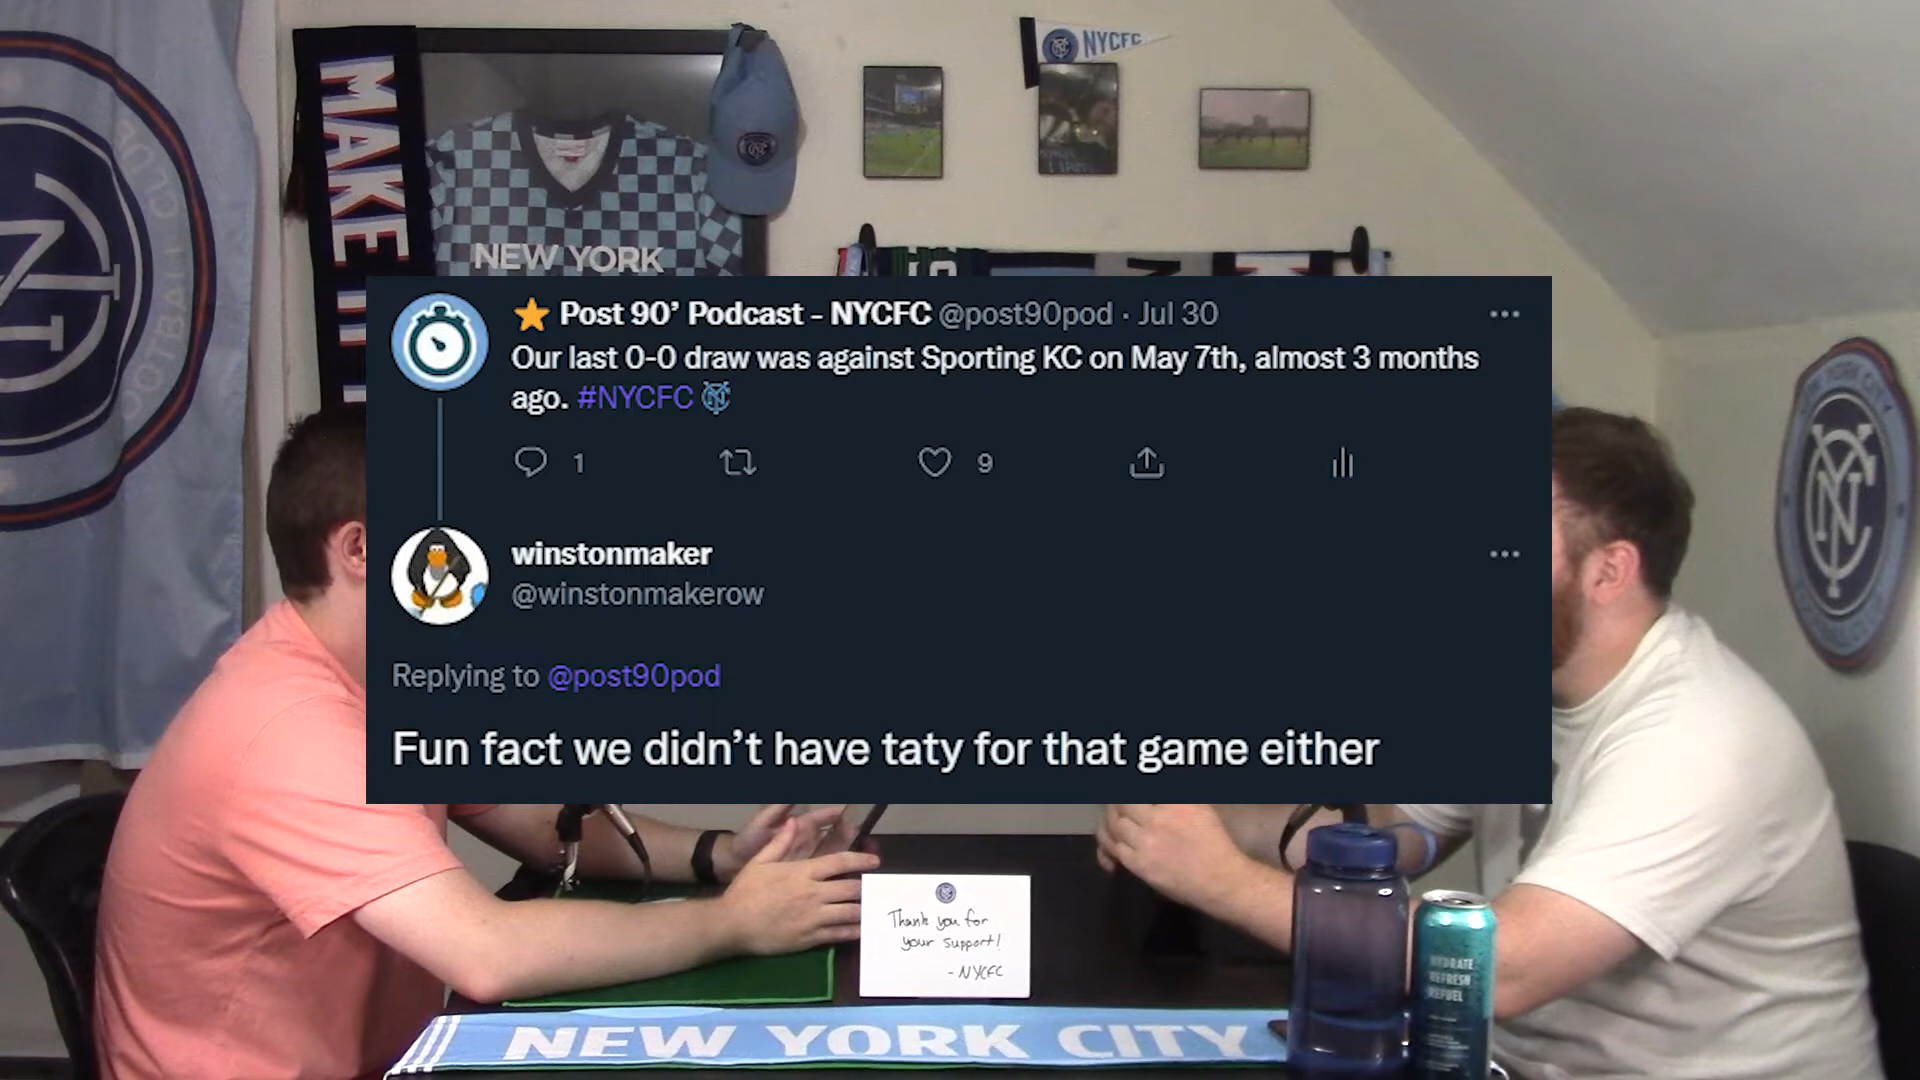 NYCFC
MAKE
CLUB
FOOTBALL
NEW YORK
NYC
⭐ Post 90’ Podcast - NYCFC @post90pod · Jul 30
Our last 0-0 draw was against Sporting KC on May 7th, almost 3 months
ago. #NYCFC
1
9
winstonmaker
@winstonmakerow
Replying to @post90pod
Fun fact we didn’t have taty for that game either
Thank you for
your support!
- NYCFC
HYDRATE
REFRESH
REFUEL
NEW YORK CITY